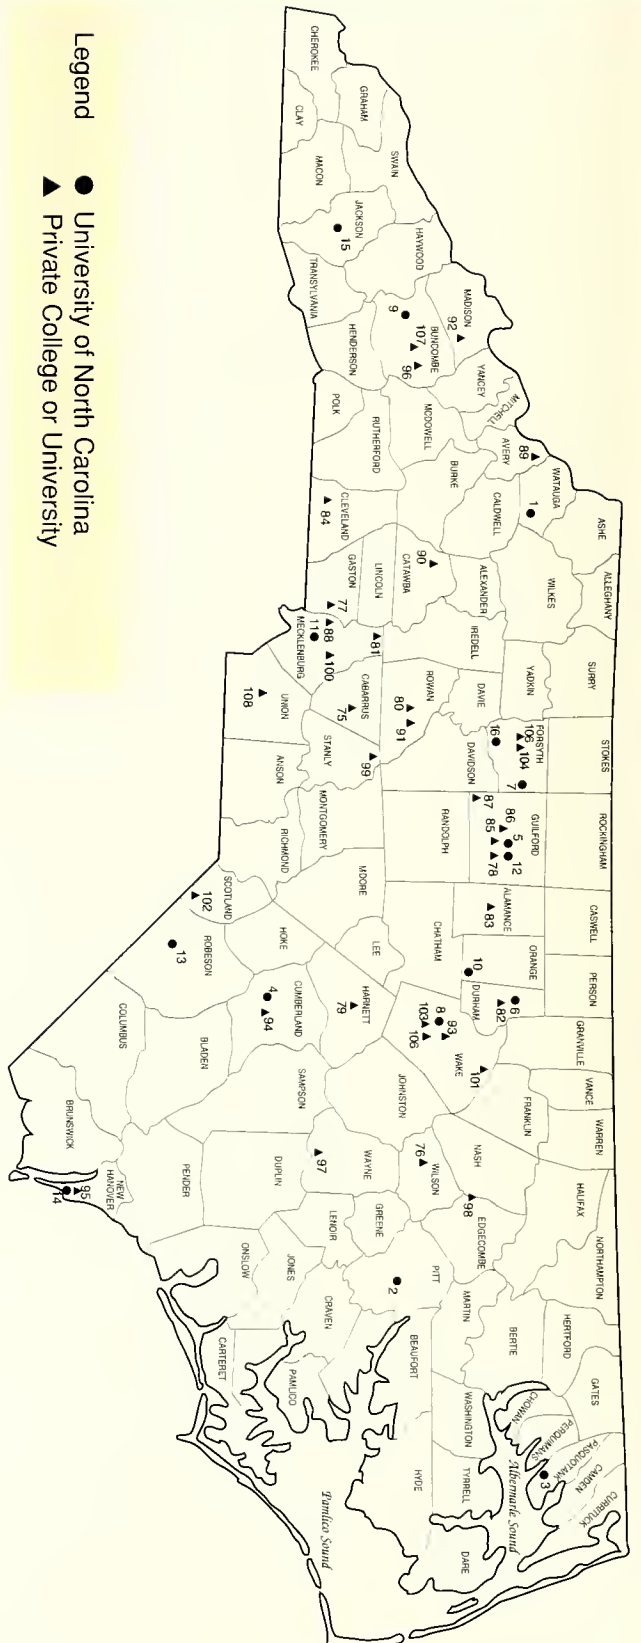 CHEROKEE
GRAHAM
CLAY
SWAIN
MACON
JACKSON
15
HAYWOOD
TRANSYLVANIA
MADISON
92
BUNCOMBE
9
107
96
HENDERSON
YANCEY
MITCHELL
AVERY
89
MCDOWELL
POLK
RUTHERFORD
BURKE
WATAUGA
1
CALDWELL
ASHE
CLEVELAND
84
CATAWBA
90
LINCOLN
GASTON
77
ALLEGHANY
WILKES
ALEXANDER
IREDELL
81
MECKLENBURG
88
11
100
SURRY
YADKIN
DAVIE
ROWAN
80
91
CABARRUS
75
UNION
108
STOKES
FORSYTH
106
104
7
16
DAVIDSON
STANLY
99
ANSON
ROCKINGHAM
GUILFORD
5
12
86
85
78
87
RANDOLPH
MONTGOMERY
RICHMOND
CASWELL
ALAMANCE
83
CHATHAM
MOORE
LEE
HOKE
SCOTLAND
102
ROBESON
13
PERSON
ORANGE
10
DURHAM
6
82
GRANVILLE
VANCE
WARREN
FRANKLIN
WAKE
101
8
93
103
106
HARNETT
79
CUMBERLAND
4
94
BLADEN
COLUMBUS
BRUNSWICK
JOHNSTON
SAMPSON
NASH
WILSON
76
WAYNE
97
DUPLIN
PENDER
NEW
HANOVER
95
14
HALIFAX
NORTHAMPTON
EDGECOMBE
98
GREENE
LENOIR
PITT
2
JONES
ONSLOW
CRAVEN
CARTERET
PAMLICO
MARTIN
BERTIE
HERTFORD
GATES
BEAUFORT
WASHINGTON
TYRRELL
HYDE
DARE
CHOWAN
PERQUIMANS
PASQUOTANK
3
CAMDEN
CURRITUCK
Albermarle Sound
Pamlico Sound
Legend
University of North Carolina
Private College or University